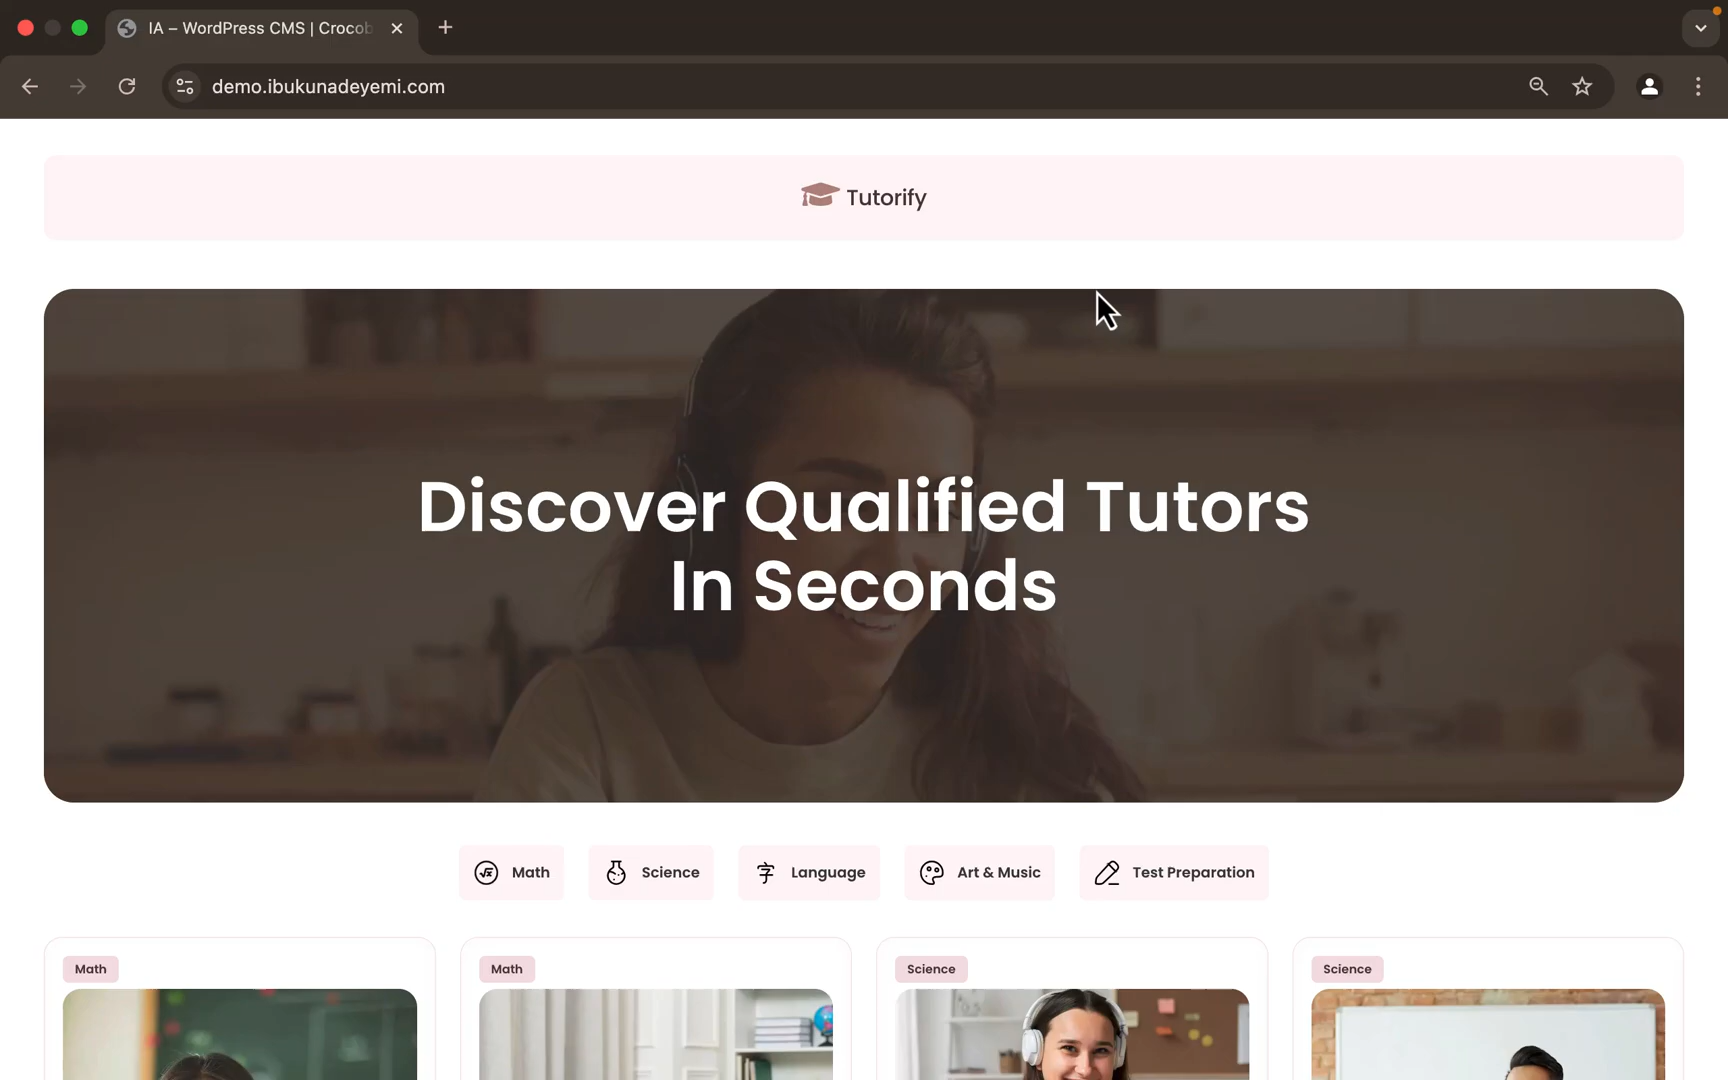 IA – WordPress CMS | Crocob
demo.ibukunadeyemi.com
Tutorify
Discover Qualified Tutors
In Seconds
Math
Science
字 Language
Art & Music
Test Preparation
Math
Math
Science
Science